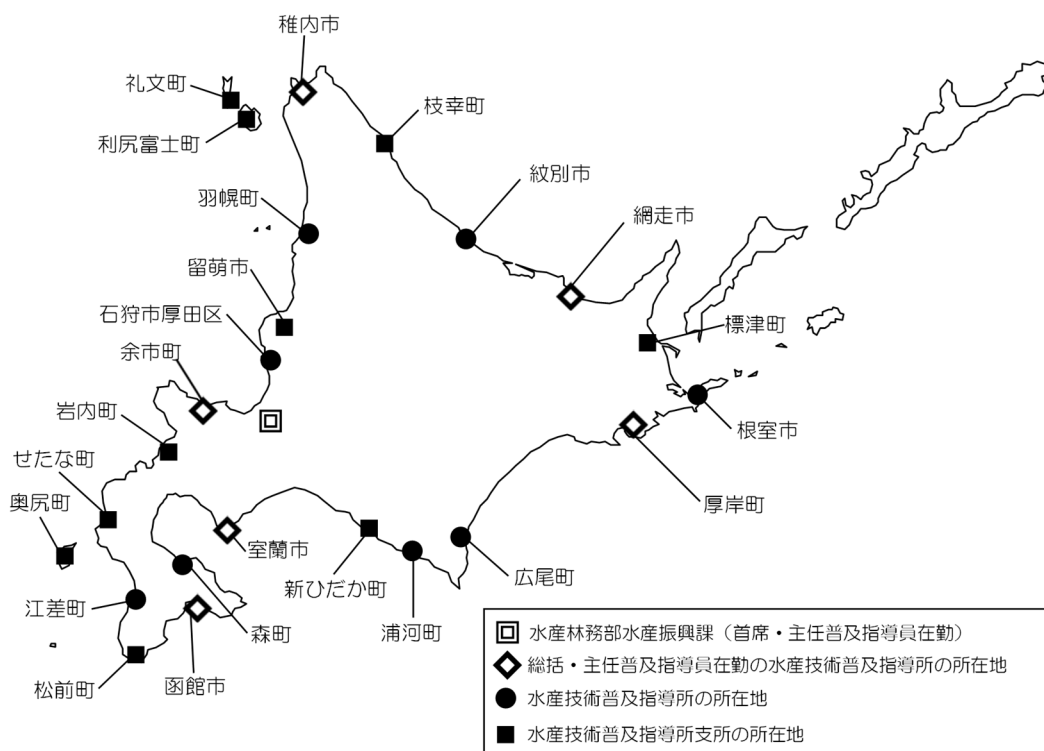 稚内市
礼文町
枝幸町
利尻富士町
紋別市
羽幌町
網走市
留萌市
石狩市厚田区
標津町
余市町
岩内町
根室市
せたな町
奥尻町
厚岸町
室蘭市
広尾町
新ひだか町
江差町
森町
浦河町
松前町
函館市
水産林務部水産振興課（首席・主任普及指導員在勤）
総括・主任普及指導員在勤の水産技術普及指導所の所在地
水産技術普及指導所の所在地
水産技術普及指導所支所の所在地